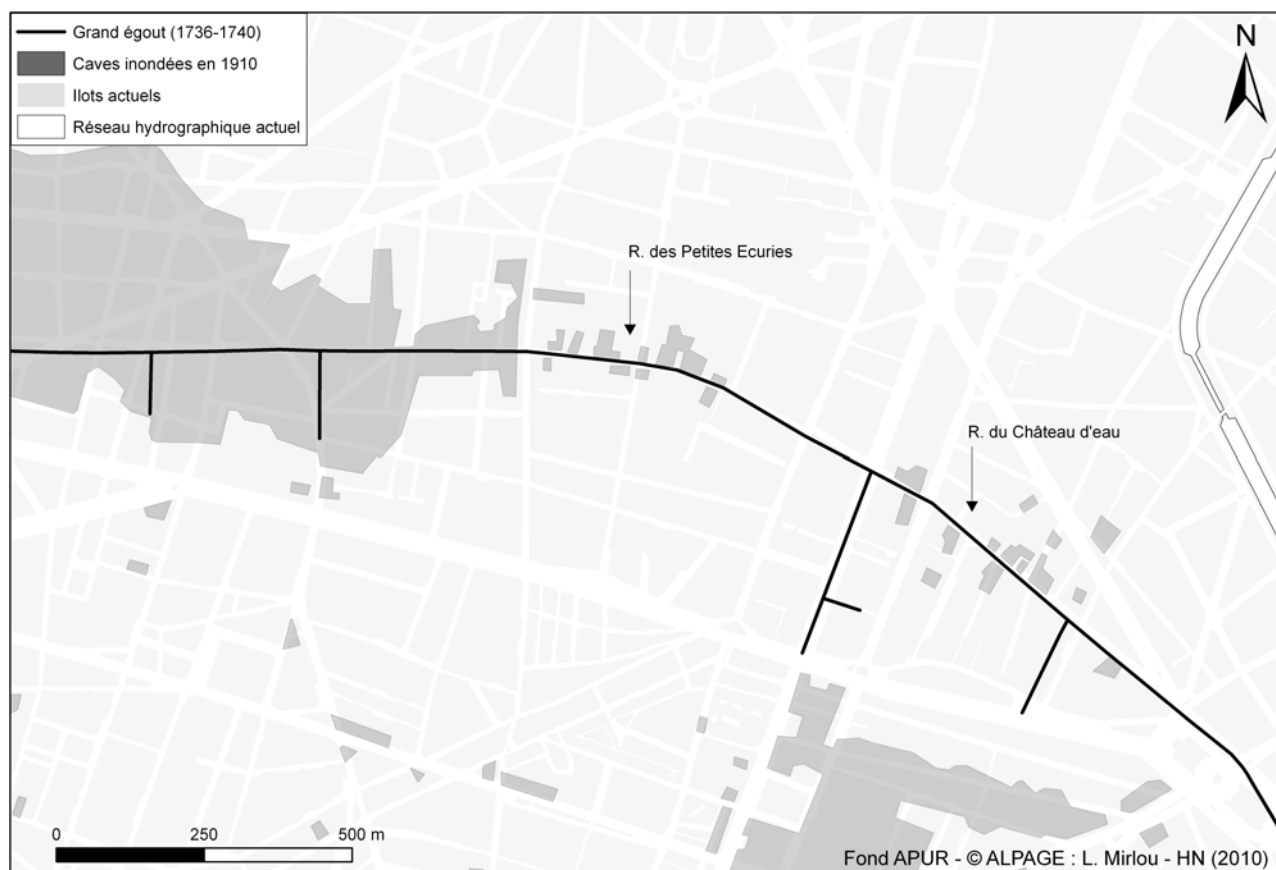 Grand égout (1736-1740)
Caves inondées en 1910
Ilots actuels
Réseau hydrographique actuel
N
R. des Petites Ecuries
R. du Château d'eau
0 250 500 m
Fond APUR - © ALPAGE : L. Mirlou - HN (2010)